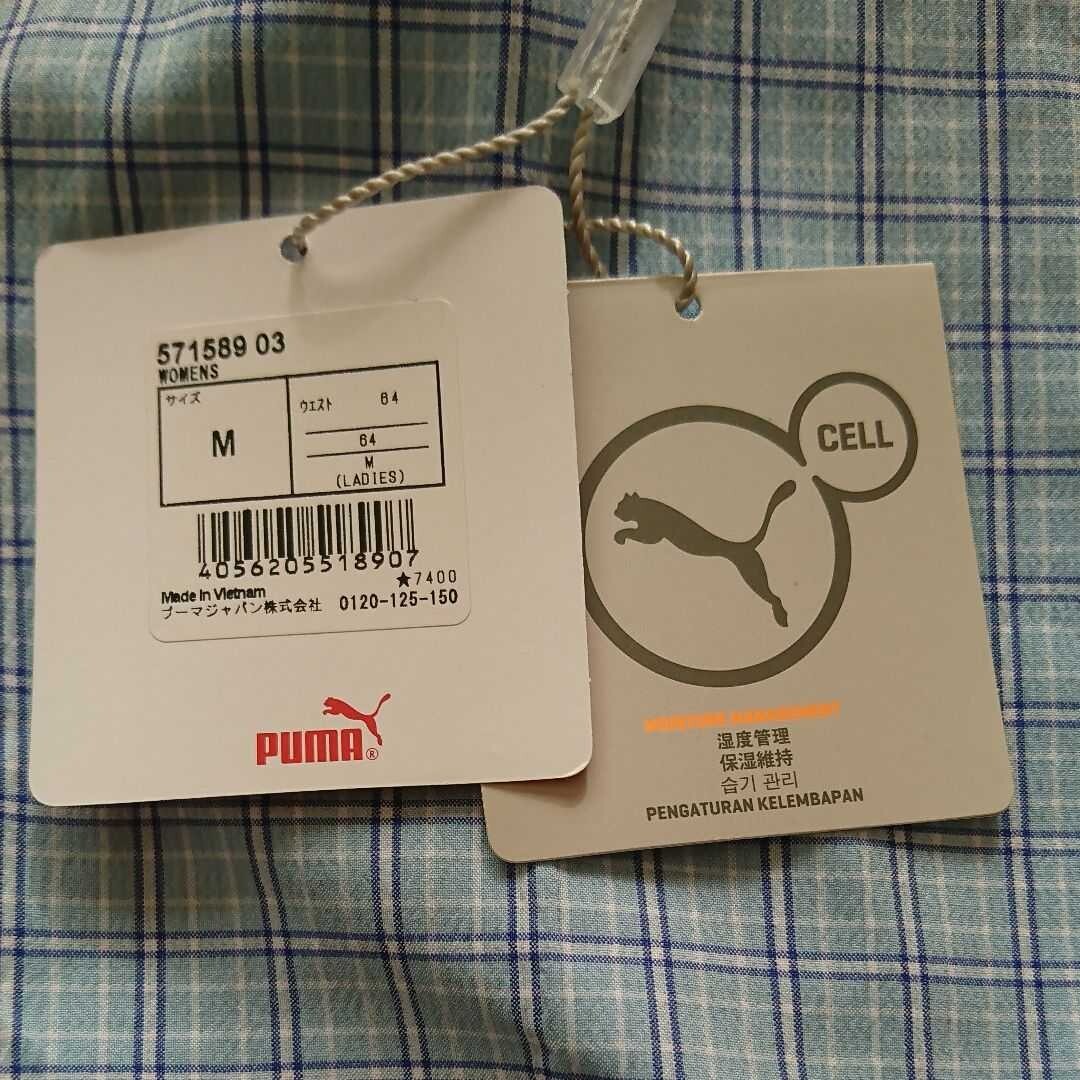 571589 03
WOMENS
サイズ
M
ウエスト 64
64
M
(LADIES)
4056205518907
★7400
Made in Vietnam
プーマジャパン株式会社 0120-125-150
PUMA®
CELL
MOISTURE MANAGEMENT
湿度管理
保湿維持
습기 관리
PENGATURAN KELEMBAPAN